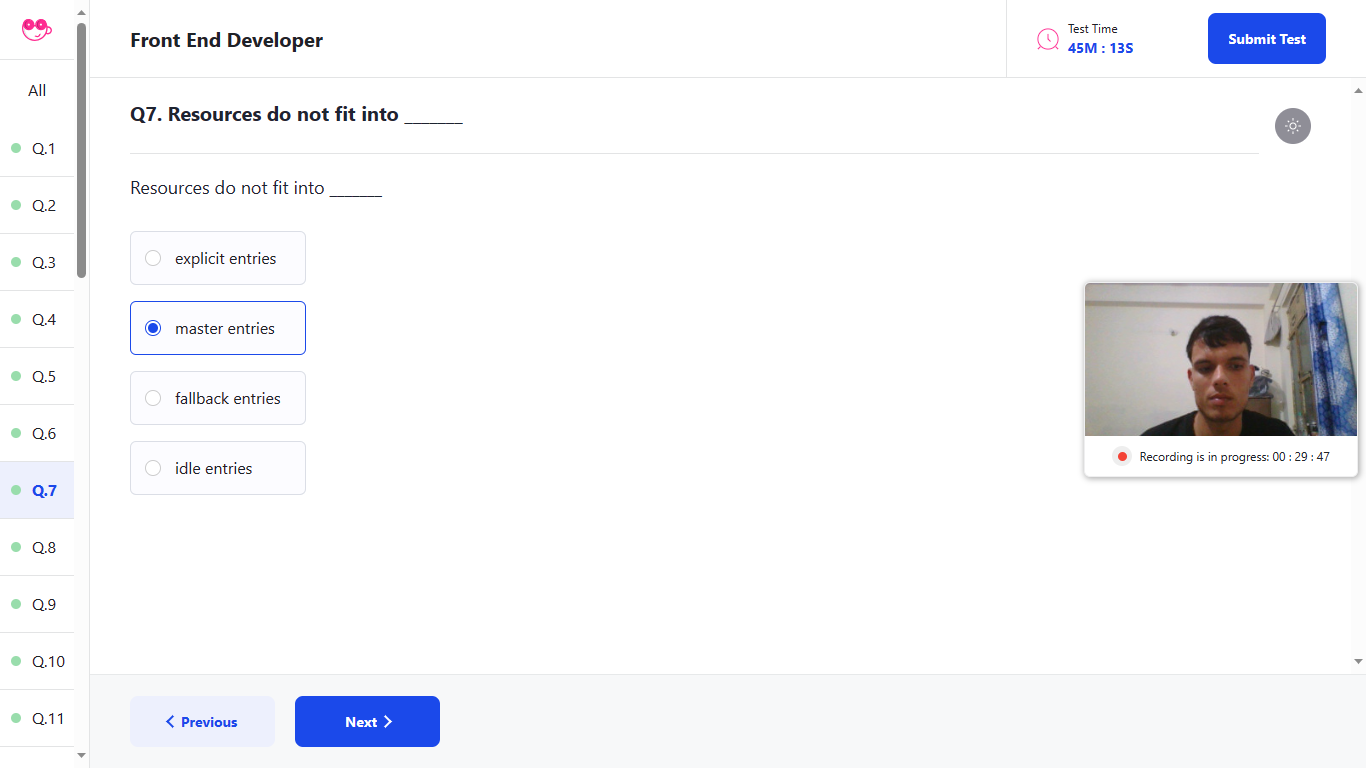 Front End Developer
Test Time
45M : 13S
Submit Test
All
Q.1
Q.2
Q.3
Q.4
Q.5
Q.6
Q.7
Q.8
Q.9
Q.10
Q.11
Q7. Resources do not fit into _______
Resources do not fit into _______
explicit entries
master entries
fallback entries
idle entries
Recording is in progress: 00 : 29 : 47
Previous
Next